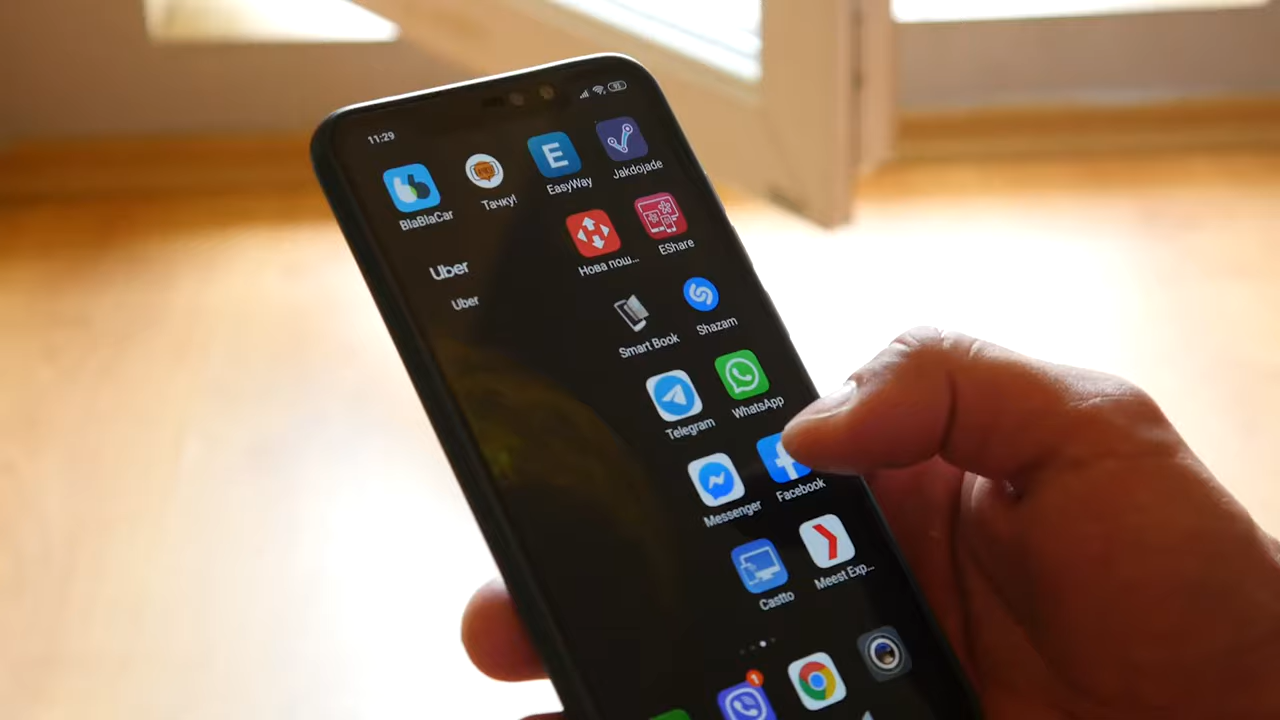 11:29
BlaBlaCar
Тачку!
E
EasyWay
Jakdojade
Нова пош...
EShare
Uber
Uber
Smart Book
Shazam
Telegram
WhatsApp
Messenger
Facebook
Castto
Meest Exp...
1